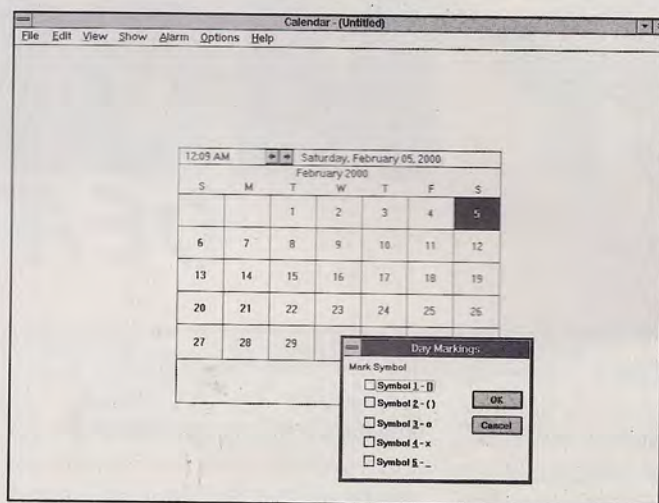 Calendar - (Untitled)
File Edit View Show Alarm Options Help
12:09 AM Saturday, February 05, 2000
February 2000
S M T W T F S
1 2 3 4 5
6 7 8 9 10 11 12
13 14 15 16 17 18 19
20 21 22 23 24 25 26
27 28 29
Day Markings
Mark Symbol
Symbol 1 - []
Symbol 2 - ( )
Symbol 3 - o
Symbol 4 - x
Symbol 5 - _
OK
Cancel